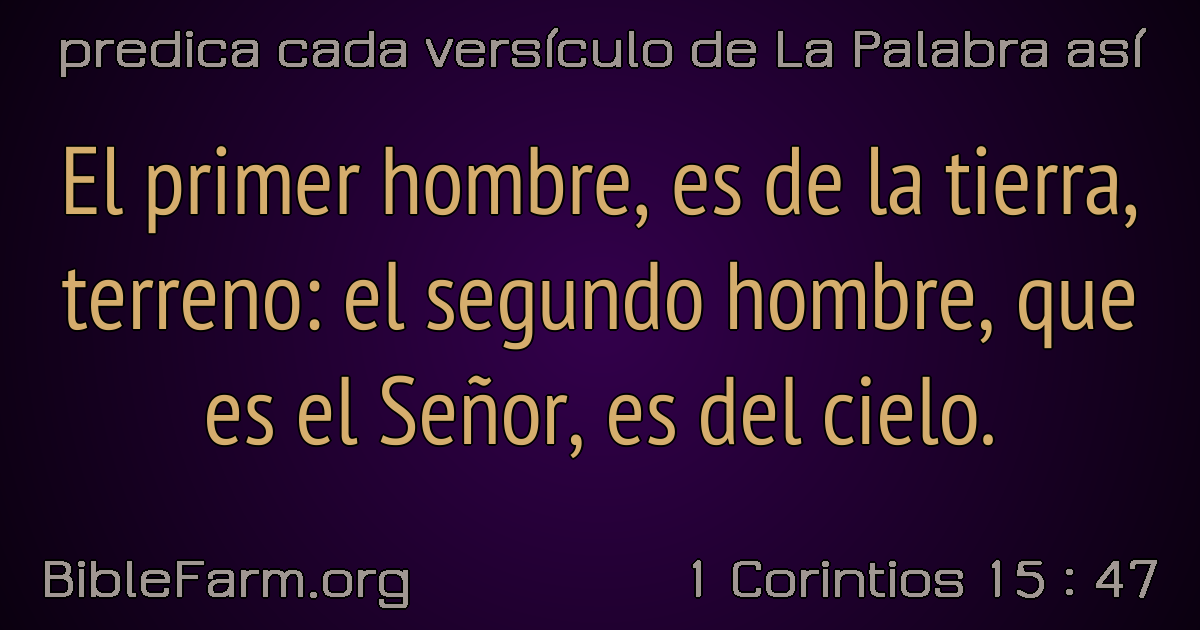 predica cada versículo de La Palabra así
El primer hombre, es de la tierra,
terreno: el segundo hombre, que
es el Señor, es del cielo.
BibleFarm.org
1 Corintios 15 : 47